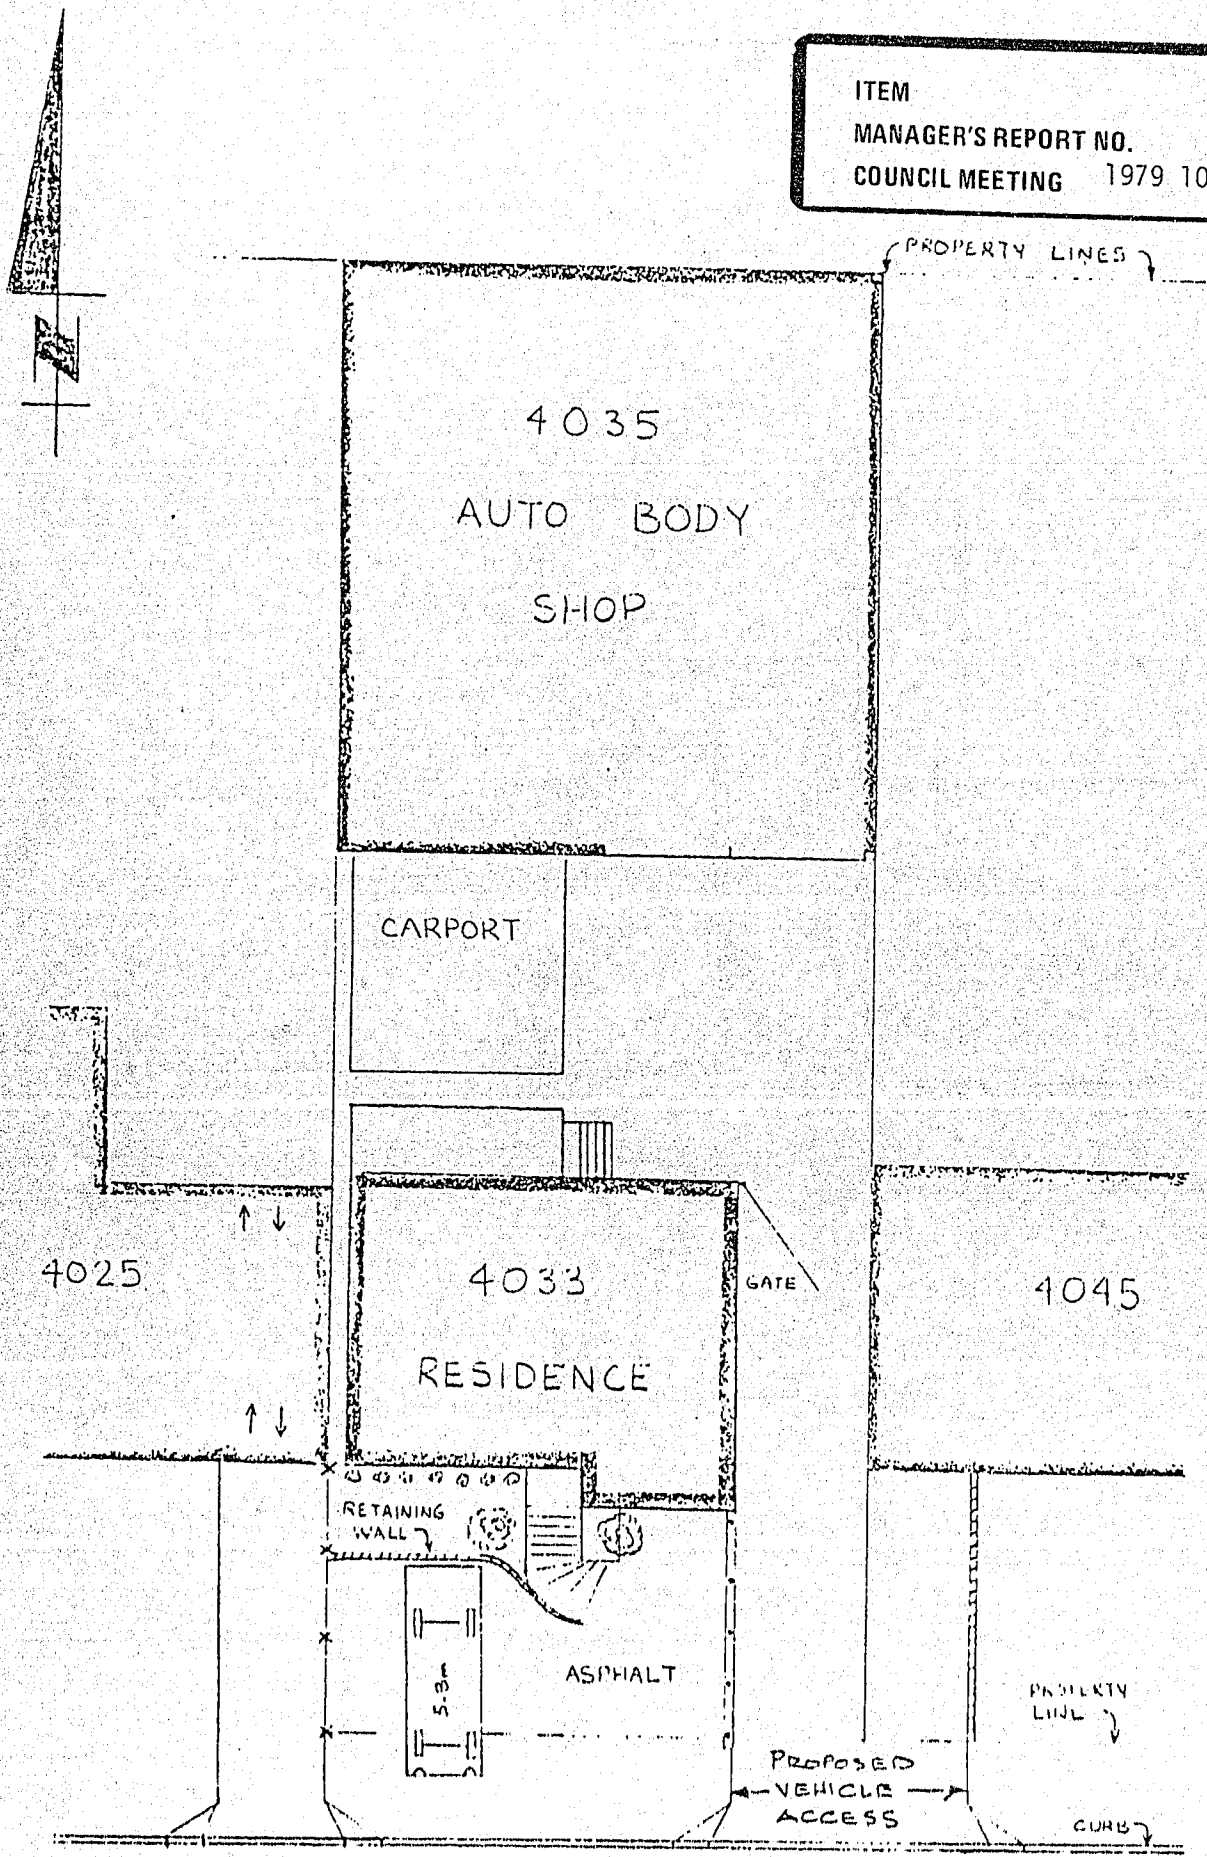 ITEM
MANAGER'S REPORT NO.
COUNCIL MEETING 1979 10
PROPERTY LINES
N
4035
AUTO BODY
SHOP
CARPORT
4025
4033
RESIDENCE
GATE
4045
RETAINING
WALL
5.3m
ASPHALT
PROPERTY
LINE
PROPOSED
VEHICLE
ACCESS
CURB